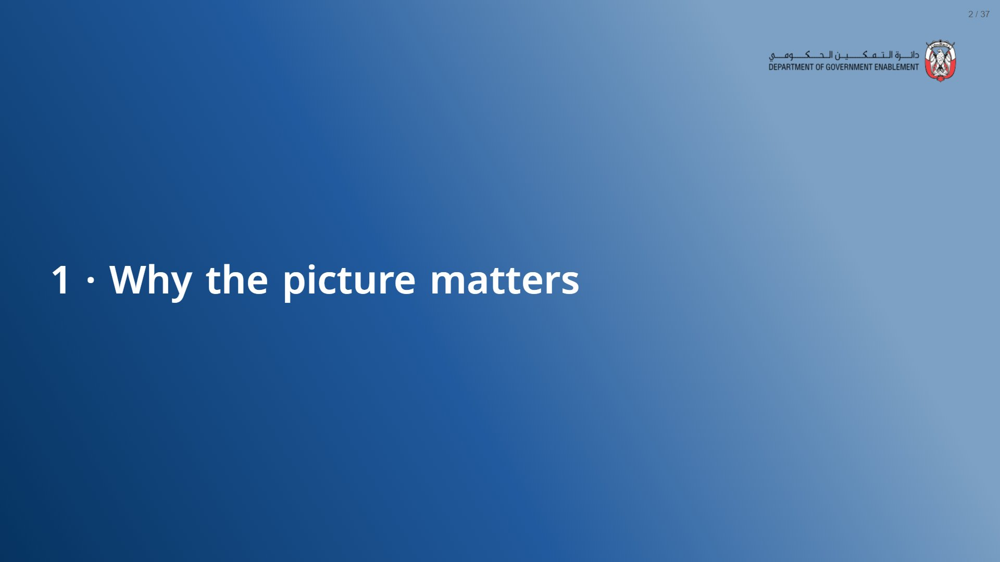 2 / 37
دائرة التمكين الحكومي
DEPARTMENT OF GOVERNMENT ENABLEMENT
1 · Why the picture matters